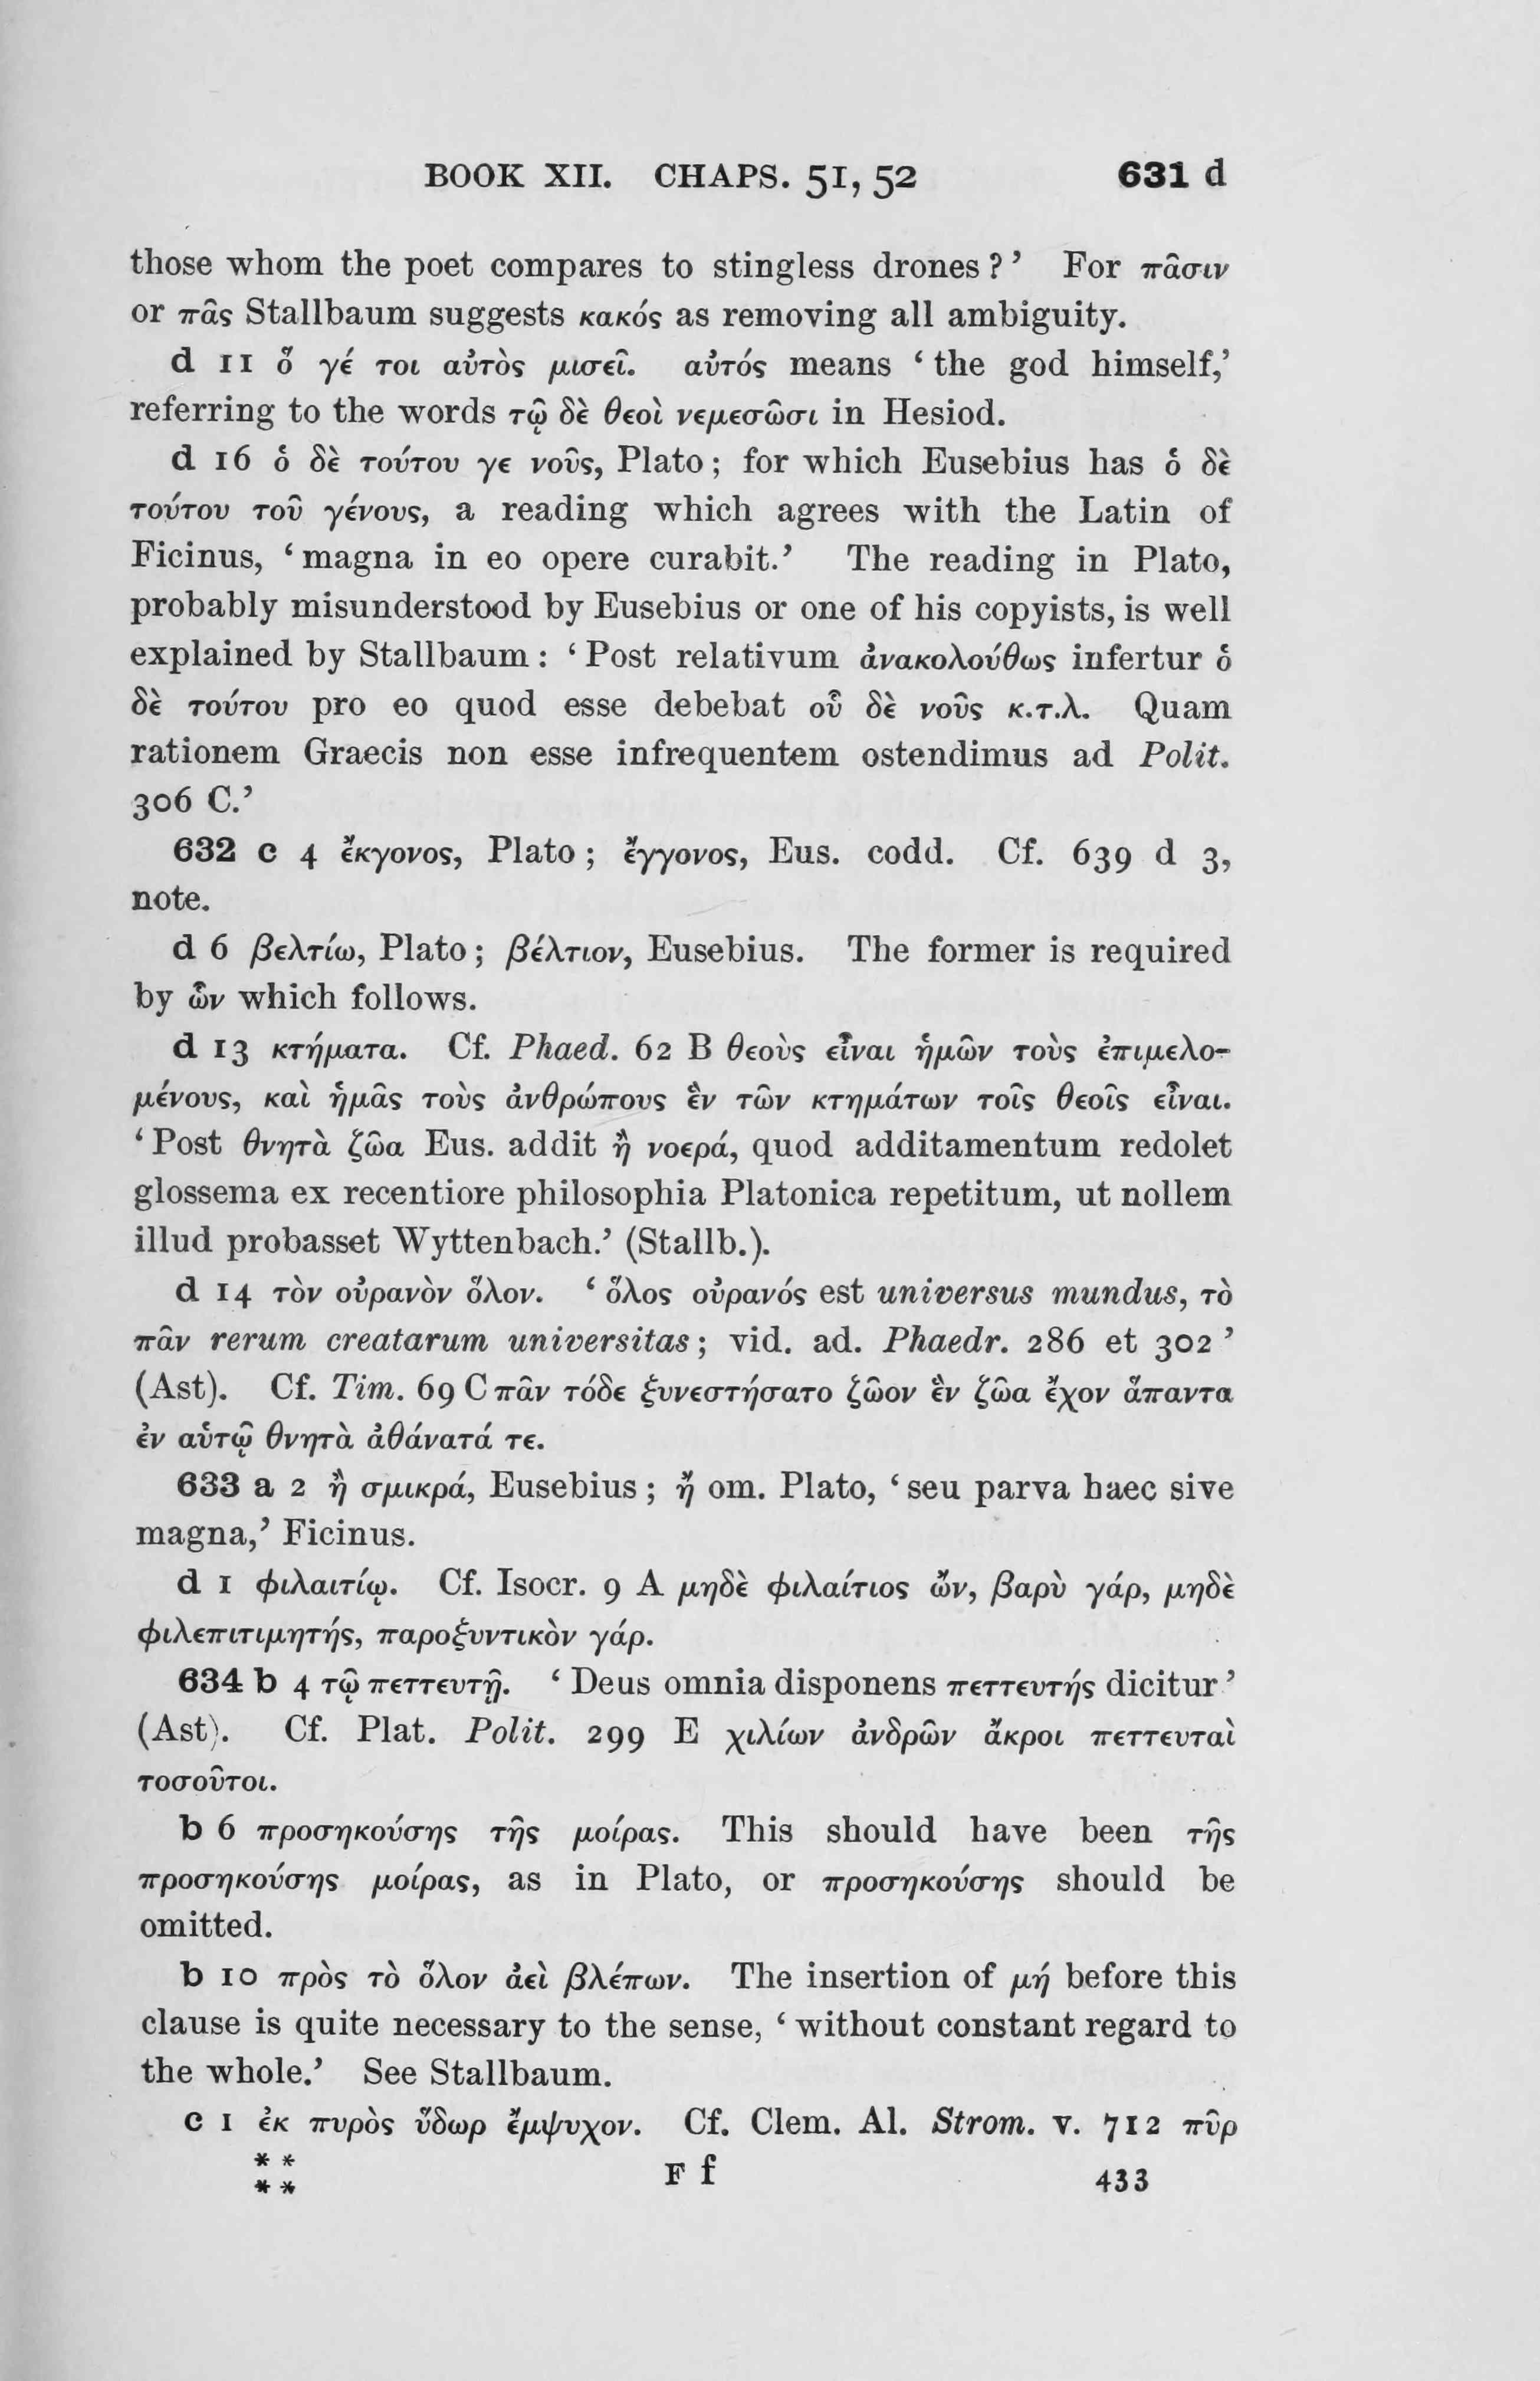 BOOK XII. CHAPS. 51, 52 631 d
those whom the poet compares to stingless drones?’ For πᾶσιν
or πᾶς Stallbaum suggests κακός as removing all ambiguity.
d 11 ὅ γέ τοι αὐτὸς μισεῖ. αὐτός means ‘the god himself,’
referring to the words τῷ δὲ θεοὶ νεμεσῶσι in Hesiod.
d 16 ὁ δὲ τούτου γε νοῦς, Plato; for which Eusebius has ὁ δὲ
τούτου τοῦ γένους, a reading which agrees with the Latin of
Ficinus, ‘magna in eo opere curabit.’ The reading in Plato,
probably misunderstood by Eusebius or one of his copyists, is well
explained by Stallbaum: ‘Post relativum ἀνακολούθως infertur ὁ
δὲ τούτου pro eo quod esse debebat οὗ δὲ νοῦς κ.τ.λ. Quam
rationem Graecis non esse infrequentem ostendimus ad Polit.
306 C.’
632 c 4 ἔκγονος, Plato; ἔγγονος, Eus. codd. Cf. 639 d 3,
note.
d 6 βελτίω, Plato; βέλτιον, Eusebius. The former is required
by ὧν which follows.
d 13 κτήματα. Cf. Phaed. 62 B θεοὺς εἶναι ἡμῶν τοὺς ἐπιμελο-
μένους, καὶ ἡμᾶς τοὺς ἀνθρώπους ἓν τῶν κτημάτων τοῖς θεοῖς εἶναι.
‘Post θνητὰ ζῶα Eus. addit ἢ νοερά, quod additamentum redolet
glossema ex recentiore philosophia Platonica repetitum, ut nollem
illud probasset Wyttenbach.’ (Stallb.).
d 14 τὸν οὐρανὸν ὅλον. ‘ὅλος οὐρανός est universus mundus, τὸ
πᾶν rerum creatarum universitas; vid. ad. Phaedr. 286 et 302’
(Ast). Cf. Tim. 69 C πᾶν τόδε ξυνεστήσατο ζῶον ἓν ζῶα ἔχον ἅπαντα
ἐν αὑτῷ θνητὰ ἀθάνατά τε.
633 a 2 ἢ σμικρά, Eusebius; ἤ om. Plato, ‘seu parva haec sive
magna,’ Ficinus.
d 1 φιλαιτίῳ. Cf. Isocr. 9 A μηδὲ φιλαίτιος ὤν, βαρὺ γάρ, μηδὲ
φιλεπιτιμητής, παροξυντικὸν γάρ.
634 b 4 τῷ πεττευτῇ. ‘Deus omnia disponens πεττευτής dicitur’
(Ast). Cf. Plat. Polit. 299 E χιλίων ἀνδρῶν ἄκροι πεττευταὶ
τοσοῦτοι.
b 6 προσηκούσης τῆς μοίρας. This should have been τῆς
προσηκούσης μοίρας, as in Plato, or προσηκούσης should be
omitted.
b 10 πρὸς τὸ ὅλον ἀεὶ βλέπων. The insertion of μή before this
clause is quite necessary to the sense, ‘without constant regard to
the whole.’ See Stallbaum.
c 1 ἐκ πυρὸς ὕδωρ ἔμψυχον. Cf. Clem. Al. Strom. v. 712 πῦρ
* *
* * F f 433